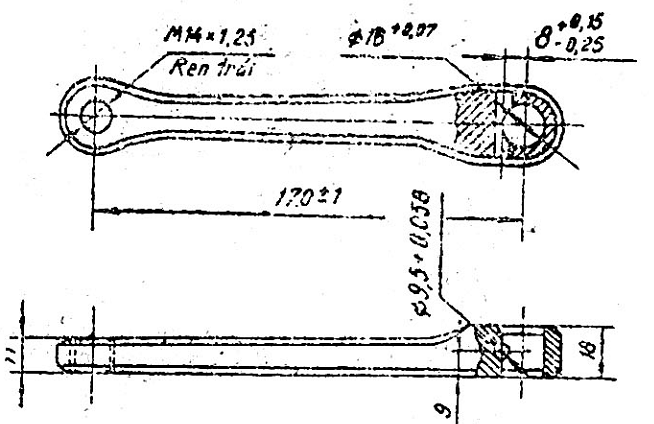 M14×1,25
Ren trái
ϕ16 +0,07
8 +0,15
-0,25
170±1
ϕ9,5+0,058
18
9